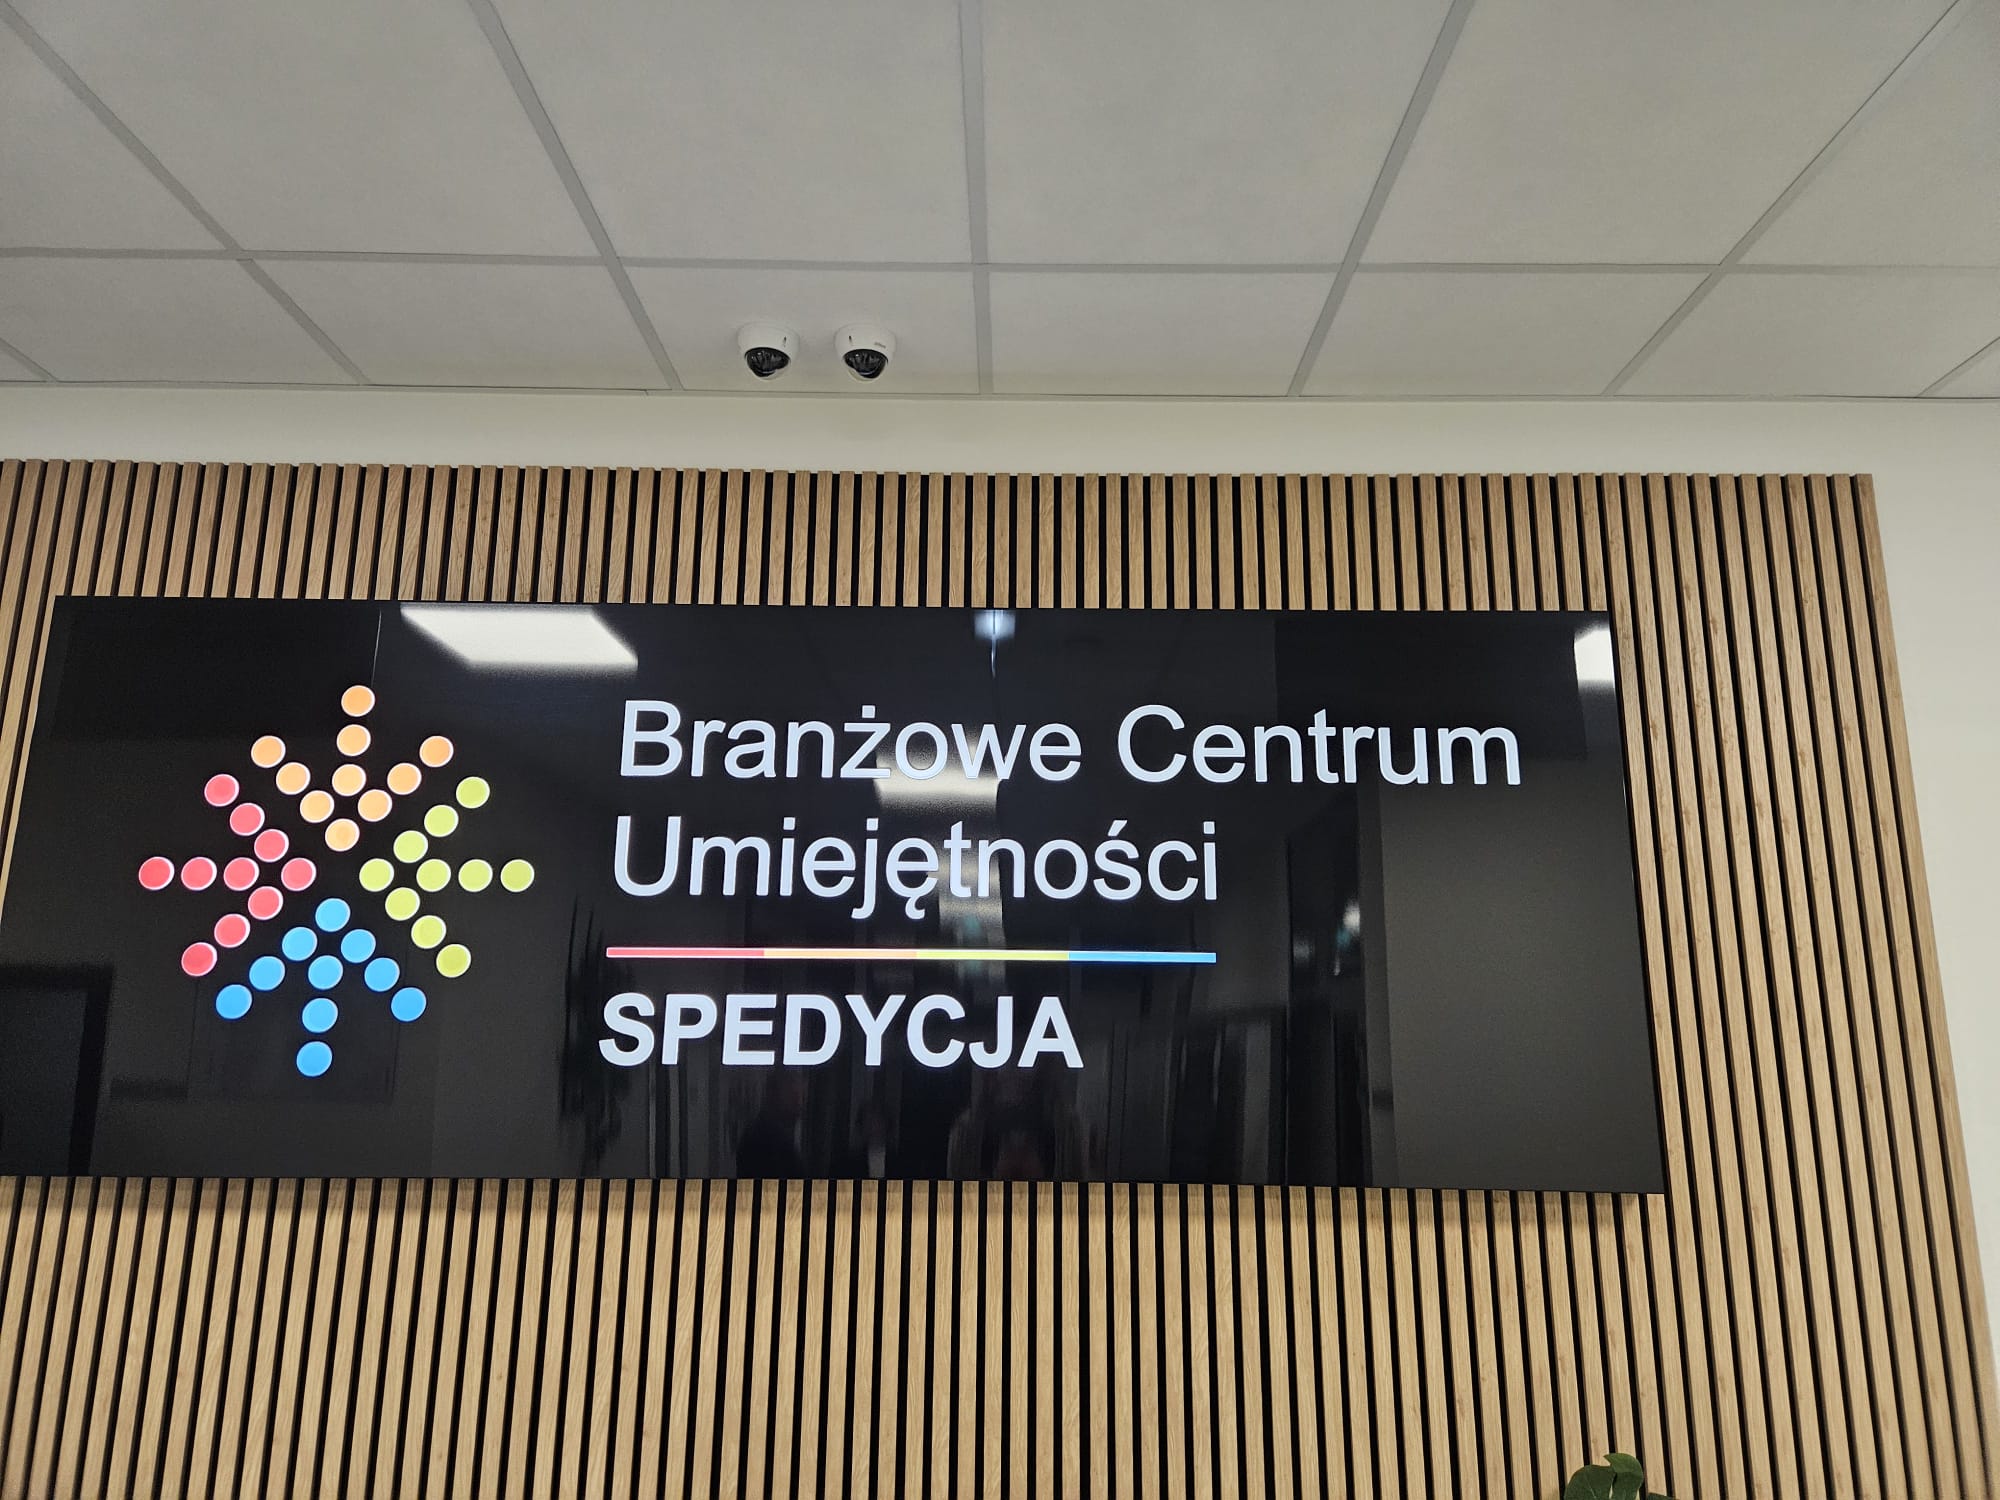 Branżowe Centrum
Umiejętności
SPEDYCJA